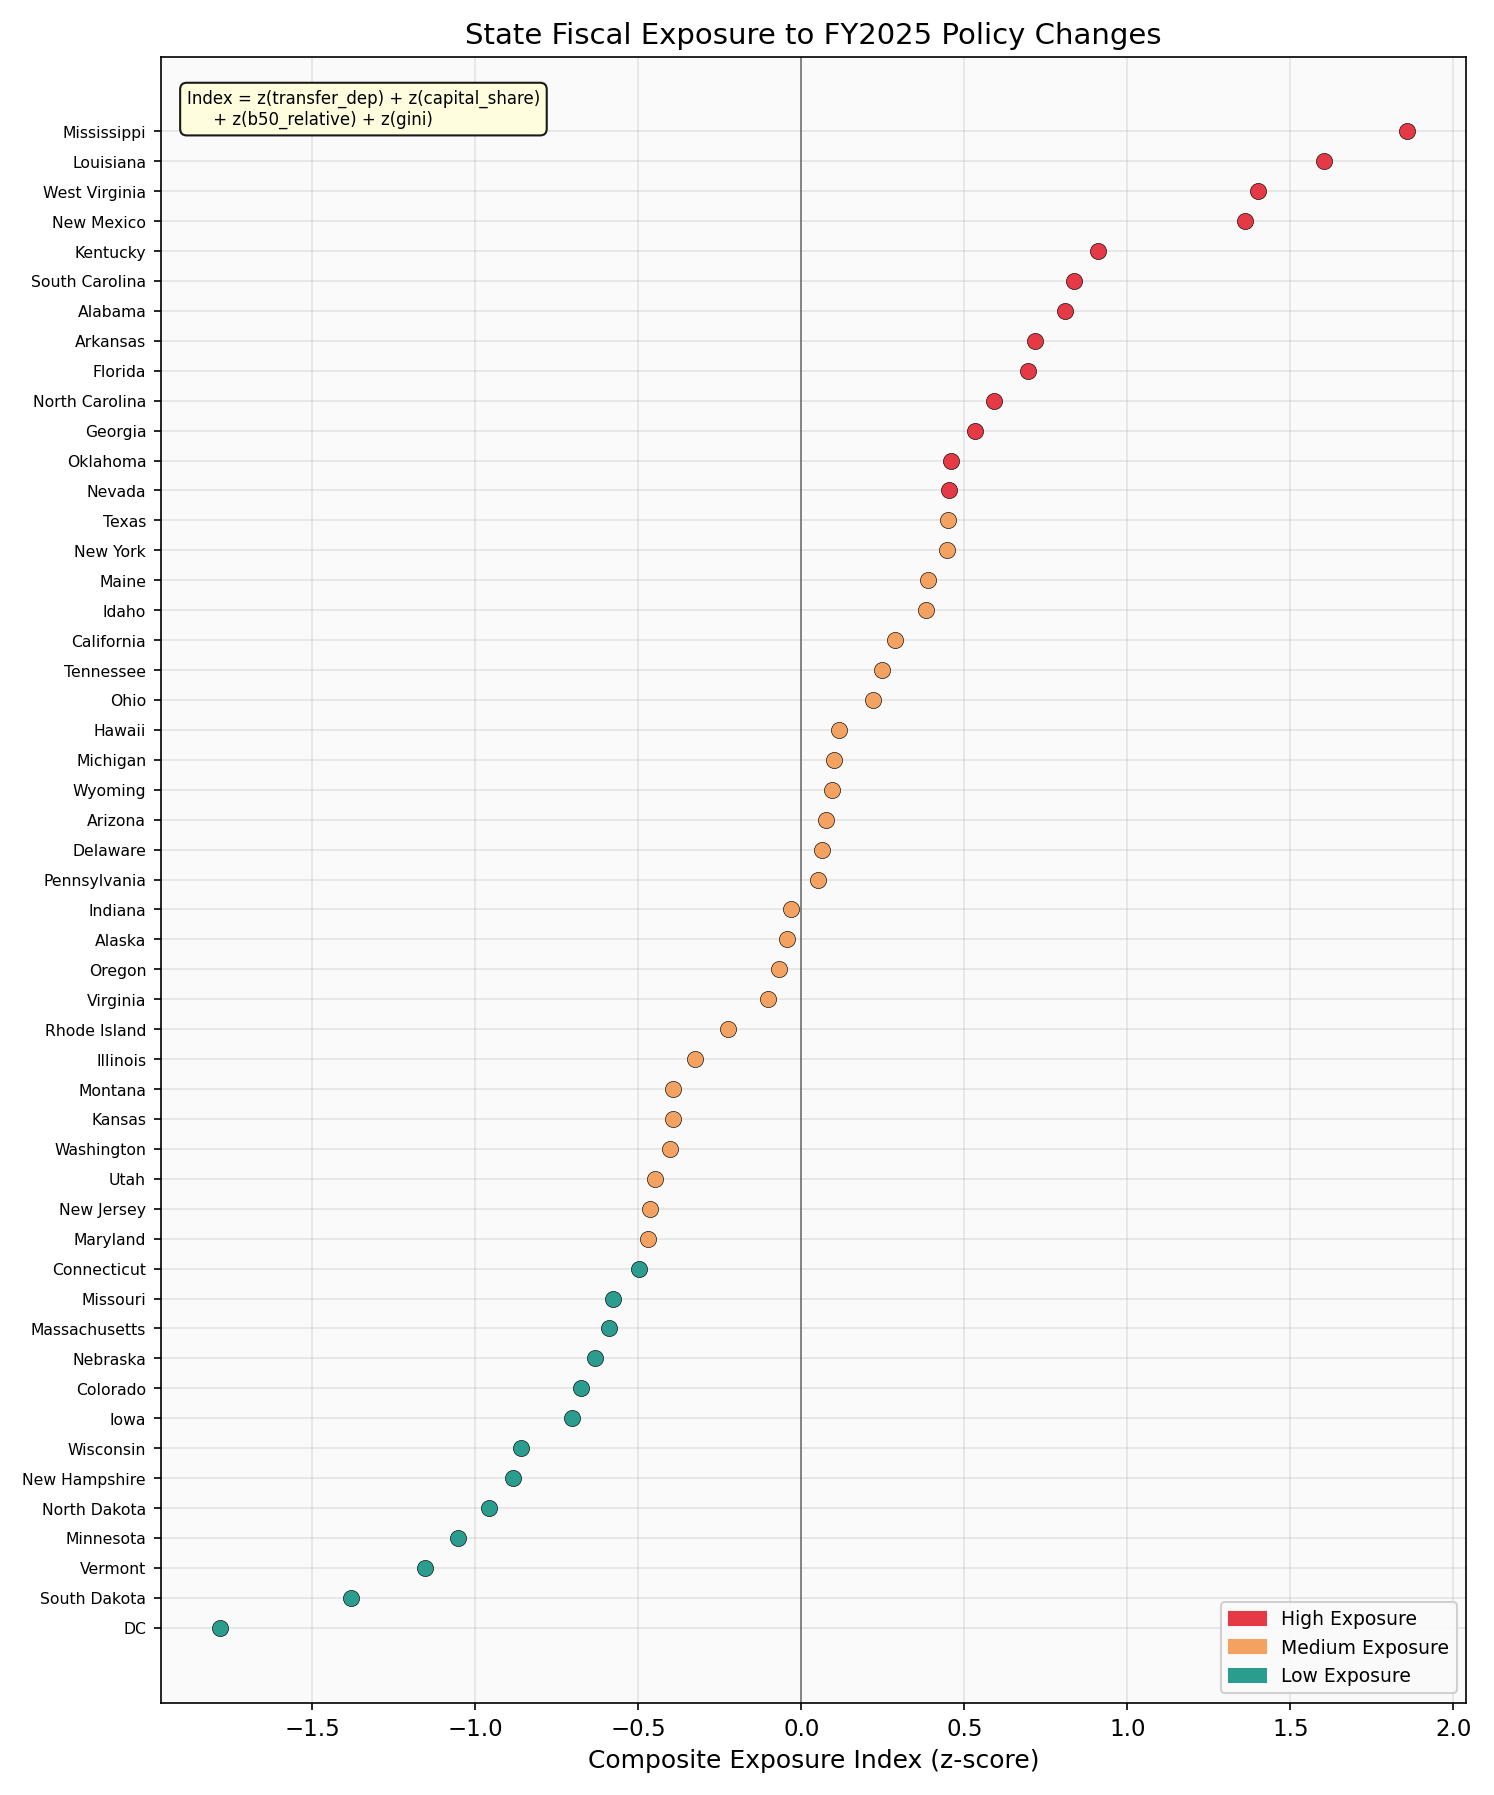 State Fiscal Exposure to FY2025 Policy Changes
Index = z(transfer_dep) + z(capital_share)
+ z(b50_relative) + z(gini)
Mississippi
Louisiana
West Virginia
New Mexico
Kentucky
South Carolina
Alabama
Arkansas
Florida
North Carolina
Georgia
Oklahoma
Nevada
Texas
New York
Maine
Idaho
California
Tennessee
Ohio
Hawaii
Michigan
Wyoming
Arizona
Delaware
Pennsylvania
Indiana
Alaska
Oregon
Virginia
Rhode Island
Illinois
Montana
Kansas
Washington
Utah
New Jersey
Maryland
Connecticut
Missouri
Massachusetts
Nebraska
Colorado
Iowa
Wisconsin
New Hampshire
North Dakota
Minnesota
Vermont
South Dakota
DC
High Exposure
Medium Exposure
Low Exposure
−1.5 −1.0 −0.5 0.0 0.5 1.0 1.5 2.0
Composite Exposure Index (z-score)